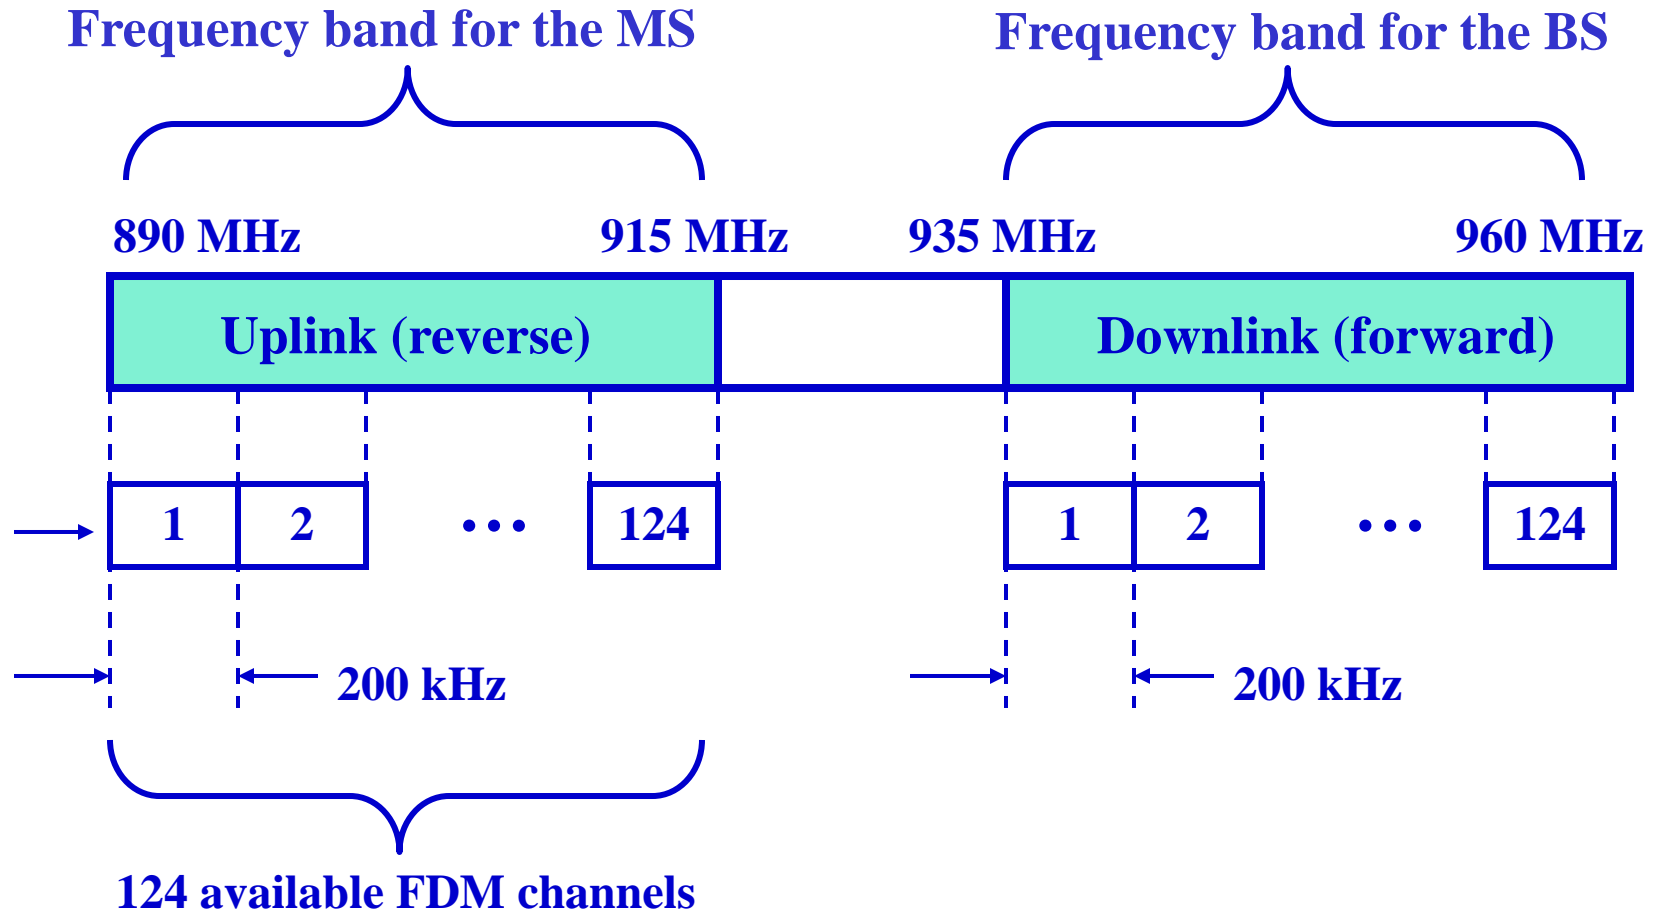 Frequency band for the MS
Frequency band for the BS
890 MHz
915 MHz
935 MHz
960 MHz
Uplink (reverse)
Downlink (forward)
1
2
•••
124
1
2
•••
124
200 kHz
200 kHz
124 available FDM channels